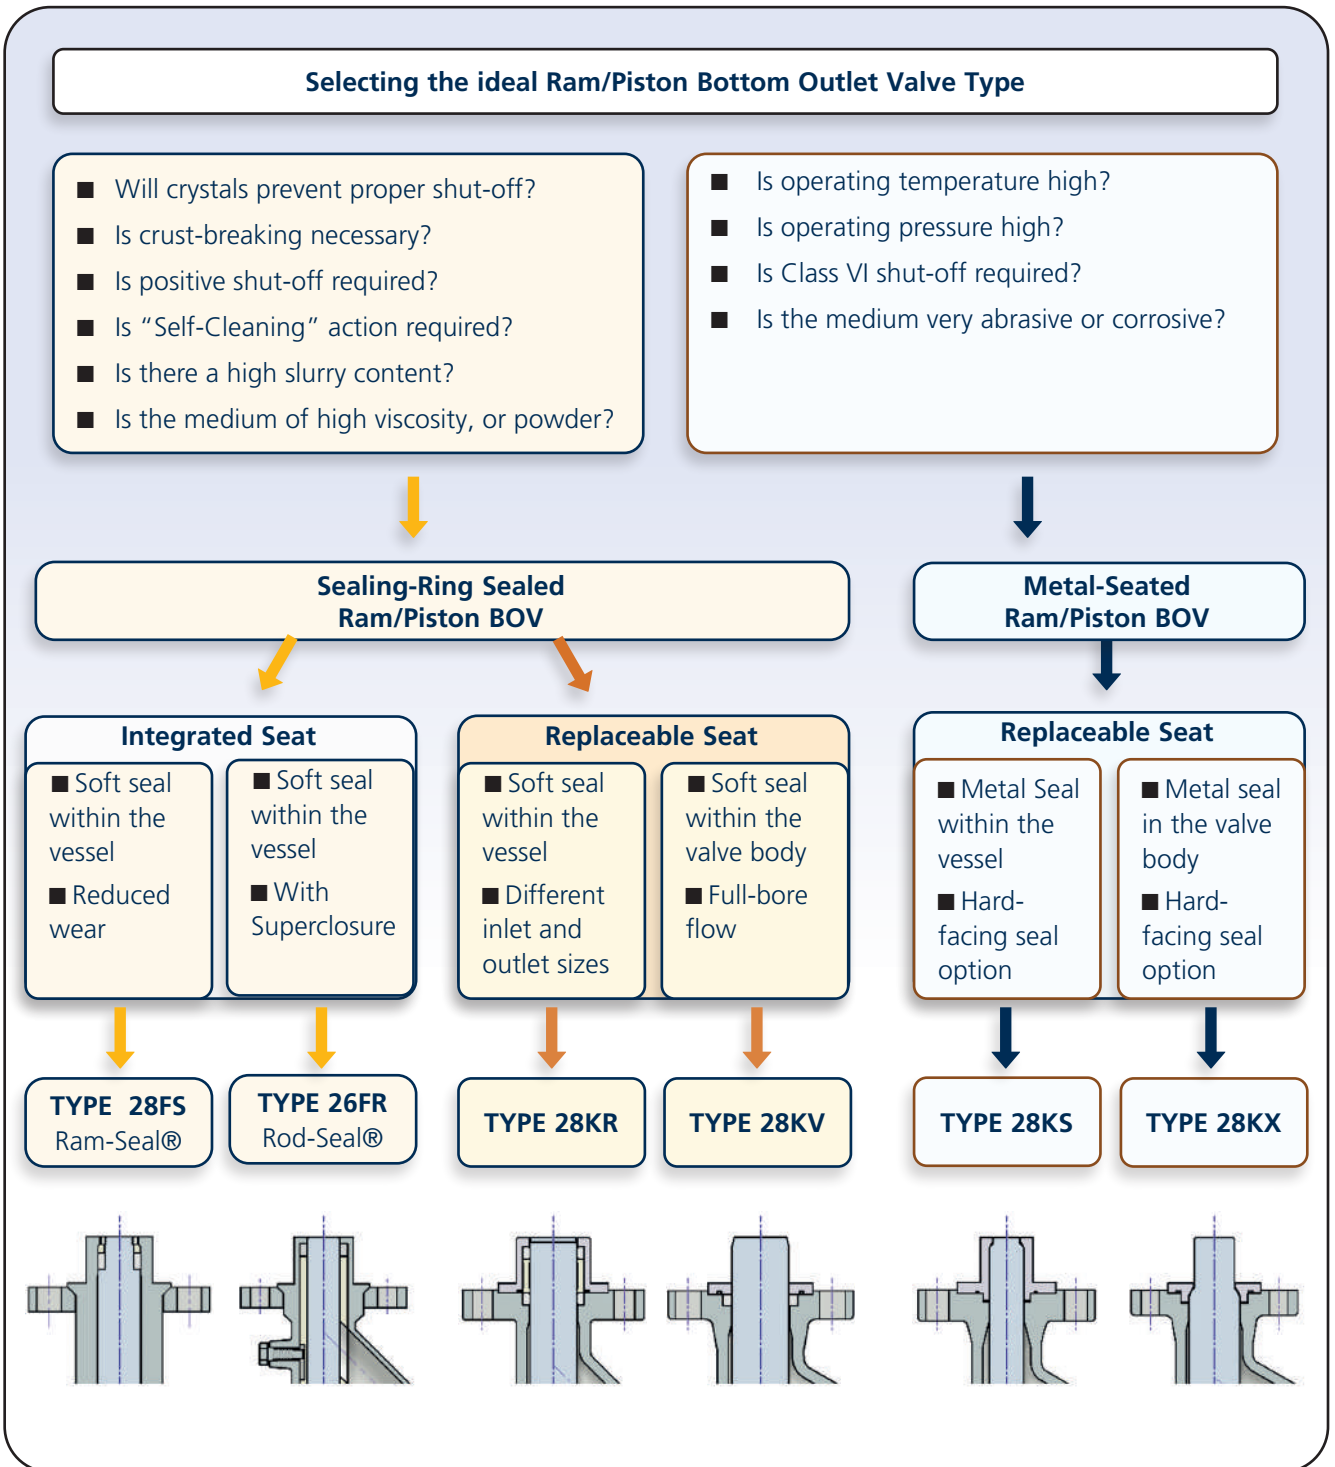 Selecting the ideal Ram/Piston Bottom Outlet Valve Type
■ Will crystals prevent proper shut-off?
■ Is crust-breaking necessary?
■ Is positive shut-off required?
■ Is “Self-Cleaning” action required?
■ Is there a high slurry content?
■ Is the medium of high viscosity, or powder?
■ Is operating temperature high?
■ Is operating pressure high?
■ Is Class VI shut-off required?
■ Is the medium very abrasive or corrosive?
Sealing-Ring Sealed
Ram/Piston BOV
Metal-Seated
Ram/Piston BOV
Integrated Seat
■ Soft seal
within the
vessel
■ Reduced
wear
■ Soft seal
within the
vessel
■ With
Superclosure
Replaceable Seat
■ Soft seal
within the
vessel
■ Different
inlet and
outlet sizes
■ Soft seal
within the
valve body
■ Full-bore
flow
Replaceable Seat
■ Metal Seal
within the
vessel
■ Hard-
facing seal
option
■ Metal seal
in the valve
body
■ Hard-
facing seal
option
TYPE 28FS
Ram-Seal®
TYPE 26FR
Rod-Seal®
TYPE 28KR
TYPE 28KV
TYPE 28KS
TYPE 28KX